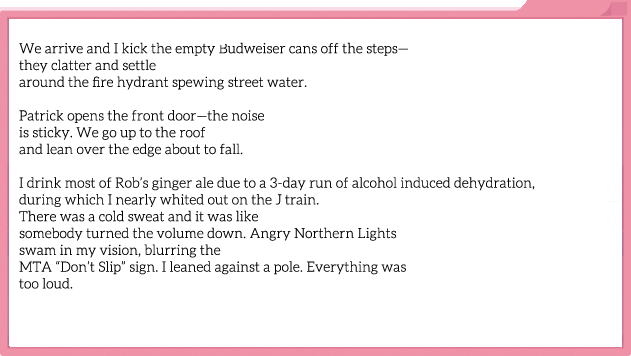 We arrive and I kick the empty Budweiser cans off the steps—
they clatter and settle
around the fire hydrant spewing street water.
Patrick opens the front door—the noise
is sticky. We go up to the roof
and lean over the edge about to fall.
I drink most of Rob’s ginger ale due to a 3-day run of alcohol induced dehydration,
during which I nearly whited out on the J train.
There was a cold sweat and it was like
somebody turned the volume down. Angry Northern Lights
swam in my vision, blurring the
MTA “Don’t Slip” sign. I leaned against a pole. Everything was
too loud.